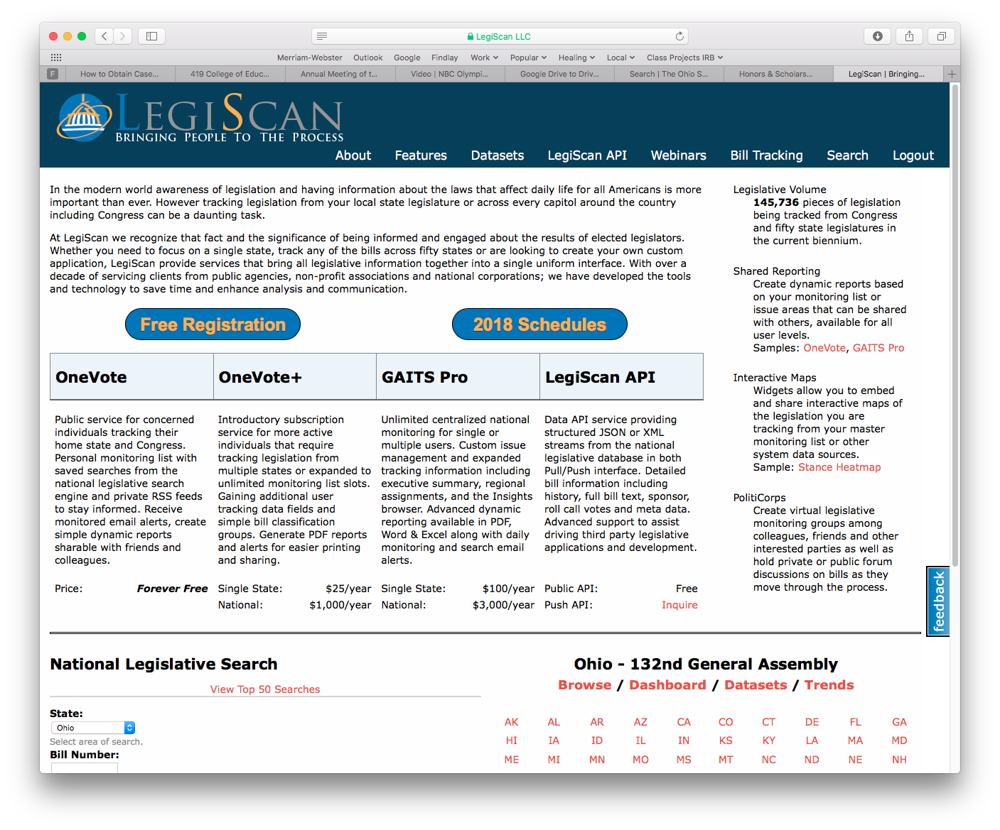 LegiScan LLC
Merriam-Webster Outlook Google Findlay Work Popular Healing Local Class Projects IRB
F How to Obtain Case... 419 College of Educ... Annual Meeting of t... Video | NBC Olympi... Google Drive to Driv... Search | The Ohio S... Honors & Scholars... LegiScan | Bringing...
LEGISCAN
BRINGING PEOPLE TO THE PROCESS
About Features Datasets LegiScan API Webinars Bill Tracking Search Logout
In the modern world awareness of legislation and having information about the laws that affect daily life for all Americans is more
important than ever. However tracking legislation from your local state legislature or across every capitol around the country
including Congress can be a daunting task.
At LegiScan we recognize that fact and the significance of being informed and engaged about the results of elected legislators.
Whether you need to focus on a single state, track any of the bills across fifty states or are looking to create your own custom
application, LegiScan provide services that bring all legislative information together into a single uniform interface. With over a
decade of servicing clients from public agencies, non-profit associations and national corporations; we have developed the tools
and technology to save time and enhance analysis and communication.
Free Registration 2018 Schedules
OneVote
Public service for concerned
individuals tracking their
home state and Congress.
Personal monitoring list with
saved searches from the
national legislative search
engine and private RSS feeds
to stay informed. Receive
monitored email alerts, create
simple dynamic reports
sharable with friends and
colleagues.
Price: Forever Free
OneVote+
Introductory subscription
service for more active
individuals that require
tracking legislation from
multiple states or expanded to
unlimited monitoring list slots.
Gaining additional user
tracking data fields and
simple bill classification
groups. Generate PDF reports
and alerts for easier printing
and sharing.
Single State: $25/year
National: $1,000/year
GAITS Pro
Unlimited centralized national
monitoring for single or
multiple users. Custom issue
management and expanded
tracking information including
executive summary, regional
assignments, and the Insights
browser. Advanced dynamic
reporting available in PDF,
Word & Excel along with daily
monitoring and search email
alerts.
Single State: $100/year
National: $3,000/year
LegiScan API
Data API service providing
structured JSON or XML
streams from the national
legislative database in both
Pull/Push interface. Detailed
bill information including
history, full bill text, sponsor,
roll call votes and meta data.
Advanced support to assist
driving third party legislative
applications and development.
Public API: Free
Push API: Inquire
Legislative Volume
145,736 pieces of legislation
being tracked from Congress
and fifty state legislatures in
the current biennium.
Shared Reporting
Create dynamic reports based
on your monitoring list or
issue areas that can be shared
with others, available for all
user levels.
Samples: OneVote, GAITS Pro
Interactive Maps
Widgets allow you to embed
and share interactive maps of
the legislation you are
tracking from your master
monitoring list or other
system data sources.
Sample: Stance Heatmap
PolitiCorps
Create virtual legislative
monitoring groups among
colleagues, friends and other
interested parties as well as
hold private or public forum
discussions on bills as they
move through the process.
feedback
National Legislative Search
View Top 50 Searches
State:
Ohio
Select area of search.
Bill Number:
Ohio - 132nd General Assembly
Browse / Dashboard / Datasets / Trends
AK AL AR AZ CA CO CT DE FL GA
HI IA ID IL IN KS KY LA MA MD
ME MI MN MO MS MT NC ND NE NH